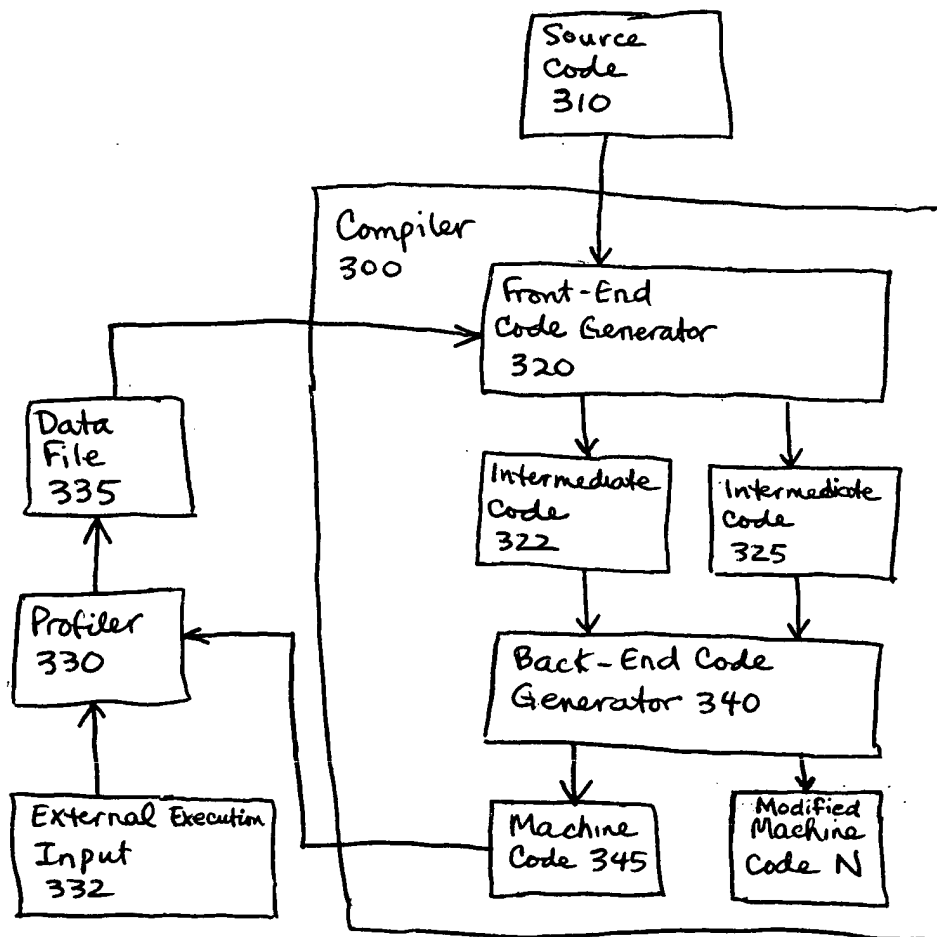 Source
Code
310
Compiler
300
Front-End
Code Generator
320
Data
File
335
Intermediate
Code
322
Intermediate
Code
325
Profiler
330
Back-End Code
Generator 340
External Execution
Input
332
Machine
Code 345
Modified
Machine
Code N